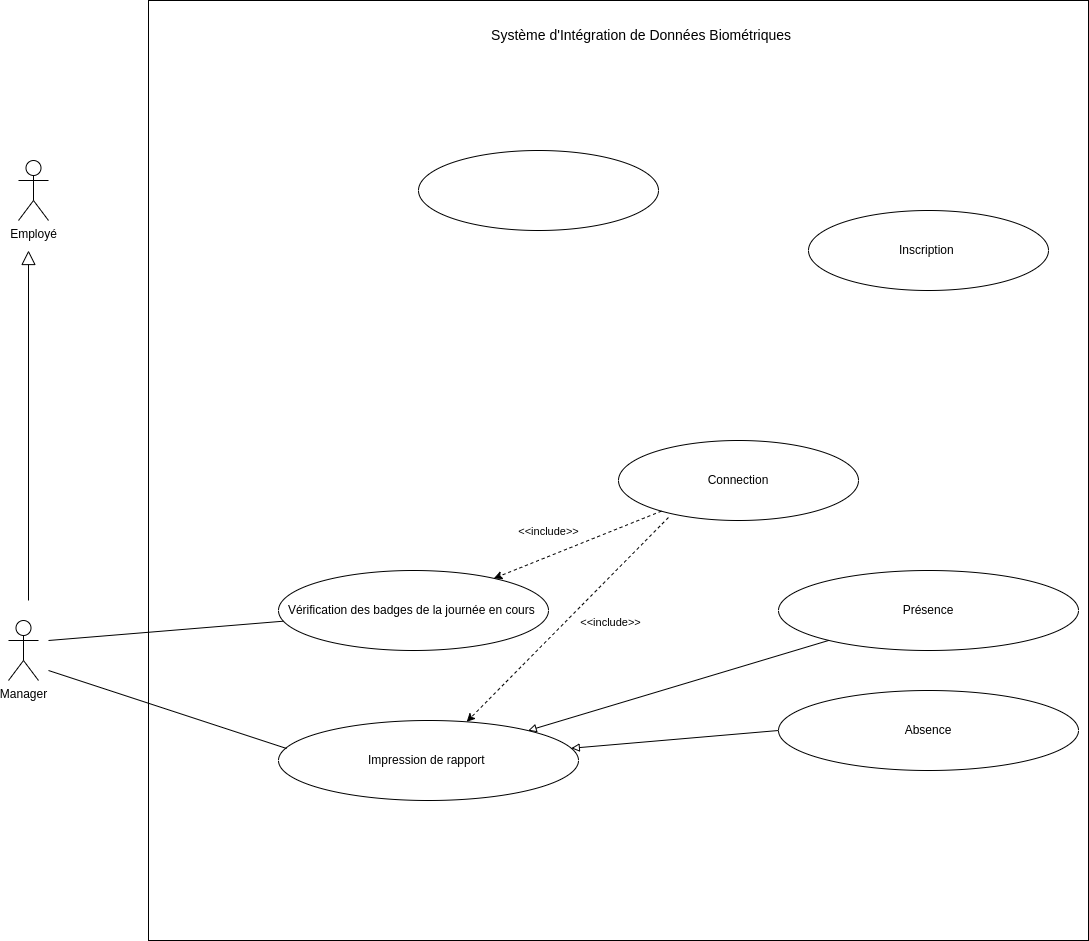 Système d'Intégration de Données Biométriques
Employé
Inscription
Connection
<<include>>
Vérification des badges de la journée en cours
<<include>>
Présence
Manager
Absence
Impression de rapport